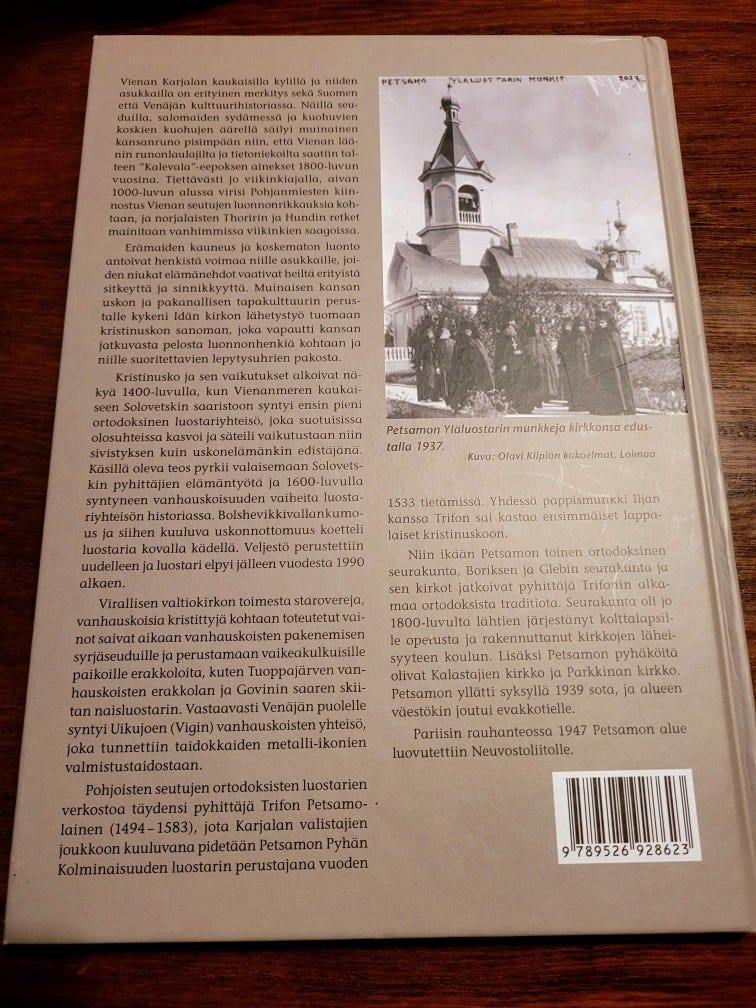 Vienan Karjalan kaukaisilla kylillä ja niiden
asukkailla on erityinen merkitys sekä Suomen
että Venäjän kulttuurihistoriassa. Näillä seu-
duilla, salomaiden sydämessä ja kuohuvien
koskien kuohujen äärellä säilyi muinainen
kansanruno pisimpään niin, että Vienan lää-
nin runonlaulajilta ja tietoniekoilta saatiin tal-
teen "Kalevala"-eepoksen ainekset 1800-luvun
vuosina. Tiettävästi jo viikinkiajalla, aivan
1000-luvun alussa virisi Pohjanmiesten kiin-
nostus Vienan seutujen luonnonrikkauksia koh-
taan, ja norjalaisten Thoririn ja Hundin retket
mainitaan vanhimmissa viikinkien saagoissa.
Erämaiden kauneus ja koskematon luonto
antoivat henkistä voimaa niille asukkaille, joi-
den niukat elämänehdot vaativat heiltä erityistä
sitkeyttä ja sinnikkyyttä. Muinaisen kansan
uskon ja pakanallisen tapakulttuurin perus-
talle kykeni Idän kirkon lähetystyö tuomaan
kristinuskon sanoman, joka vapautti kansan
jatkuvasta pelosta luonnonhenkiä kohtaan ja
niille suoritettavien lepytysuhrien pakosta.
Kristinusko ja sen vaikutukset alkoivat nä-
kyä 1400-luvulla, kun Vienanmeren kaukai-
seen Solovetskin saaristoon syntyi ensin pieni
ortodoksinen luostariyhteisö, joka suotuisissa
olosuhteissa kasvoi ja säteili vaikutustaan niin
sivistyksen kuin uskonelämänkin edistäjänä.
Käsillä oleva teos pyrkii valaisemaan Solovets-
kin pyhittäjien elämäntyötä ja 1600-luvulla
syntyneen vanhauskoisuuden vaiheita luosta-
riyhteisön historiassa. Bolshevikkivallankumo-
us ja siihen kuuluva uskonnottomuus koetteli
luostaria kovalla kädellä. Veljestö perustettiin
uudelleen ja luostari elpyi jälleen vuodesta 1990
alkaen.
Virallisen valtiokirkon toimesta starovereja,
vanhauskoisia kristittyjä kohtaan toteutetut vai-
not saivat aikaan vanhauskoisten pakenemisen
syrjäseuduille ja perustamaan vaikeakulkuisille
paikoille erakkoloita, kuten Tuoppajärven van-
hauskoisten erakkolan ja Govinin saaren skii-
tan naisluostarin. Vastaavasti Venäjän puolelle
syntyi Uikujoen (Vigin) vanhauskoisten yhteisö,
joka tunnettiin taidokkaiden metalli-ikonien
valmistustaidostaan.
Pohjoisten seutujen ortodoksisten luostarien
verkostoa täydensi pyhittäjä Trifon Petsamo-
lainen (1494–1583), jota Karjalan valistajien
joukkoon kuuluvana pidetään Petsamon Pyhän
Kolminaisuuden luostarin perustajana vuoden
PETSAMO YLÄLUOSTARIN MUNKIT
Petsamon Yläluostarin munkkeja kirkkonsa edus-
talla 1937.
Kuva: Olavi Kiiplön kokoelmat, Loimaa
1533 tietämissä. Yhdessä pappismunkki Iljan
kanssa Trifon sai kastaa ensimmäiset lappa-
laiset kristinuskoon.
Niin ikään Petsamon toinen ortodoksinen
seurakunta, Boriksen ja Glebin seurakunta ja
sen kirkot jatkoivat pyhittäjä Trifonin alka-
maa ortodoksista traditiota. Seurakunta oli jo
1800-luvulta lähtien järjestänyt kolttalapsil-
le opetusta ja rakennuttanut kirkkojen lähei-
syyteen koulun. Lisäksi Petsamon pyhäköitä
olivat Kalastajien kirkko ja Parkkinan kirkko.
Petsamon yllätti syksyllä 1939 sota, ja alueen
väestökin joutui evakkotielle.
Pariisin rauhanteossa 1947 Petsamon alue
luovutettiin Neuvostoliitolle.
9 789526 928623